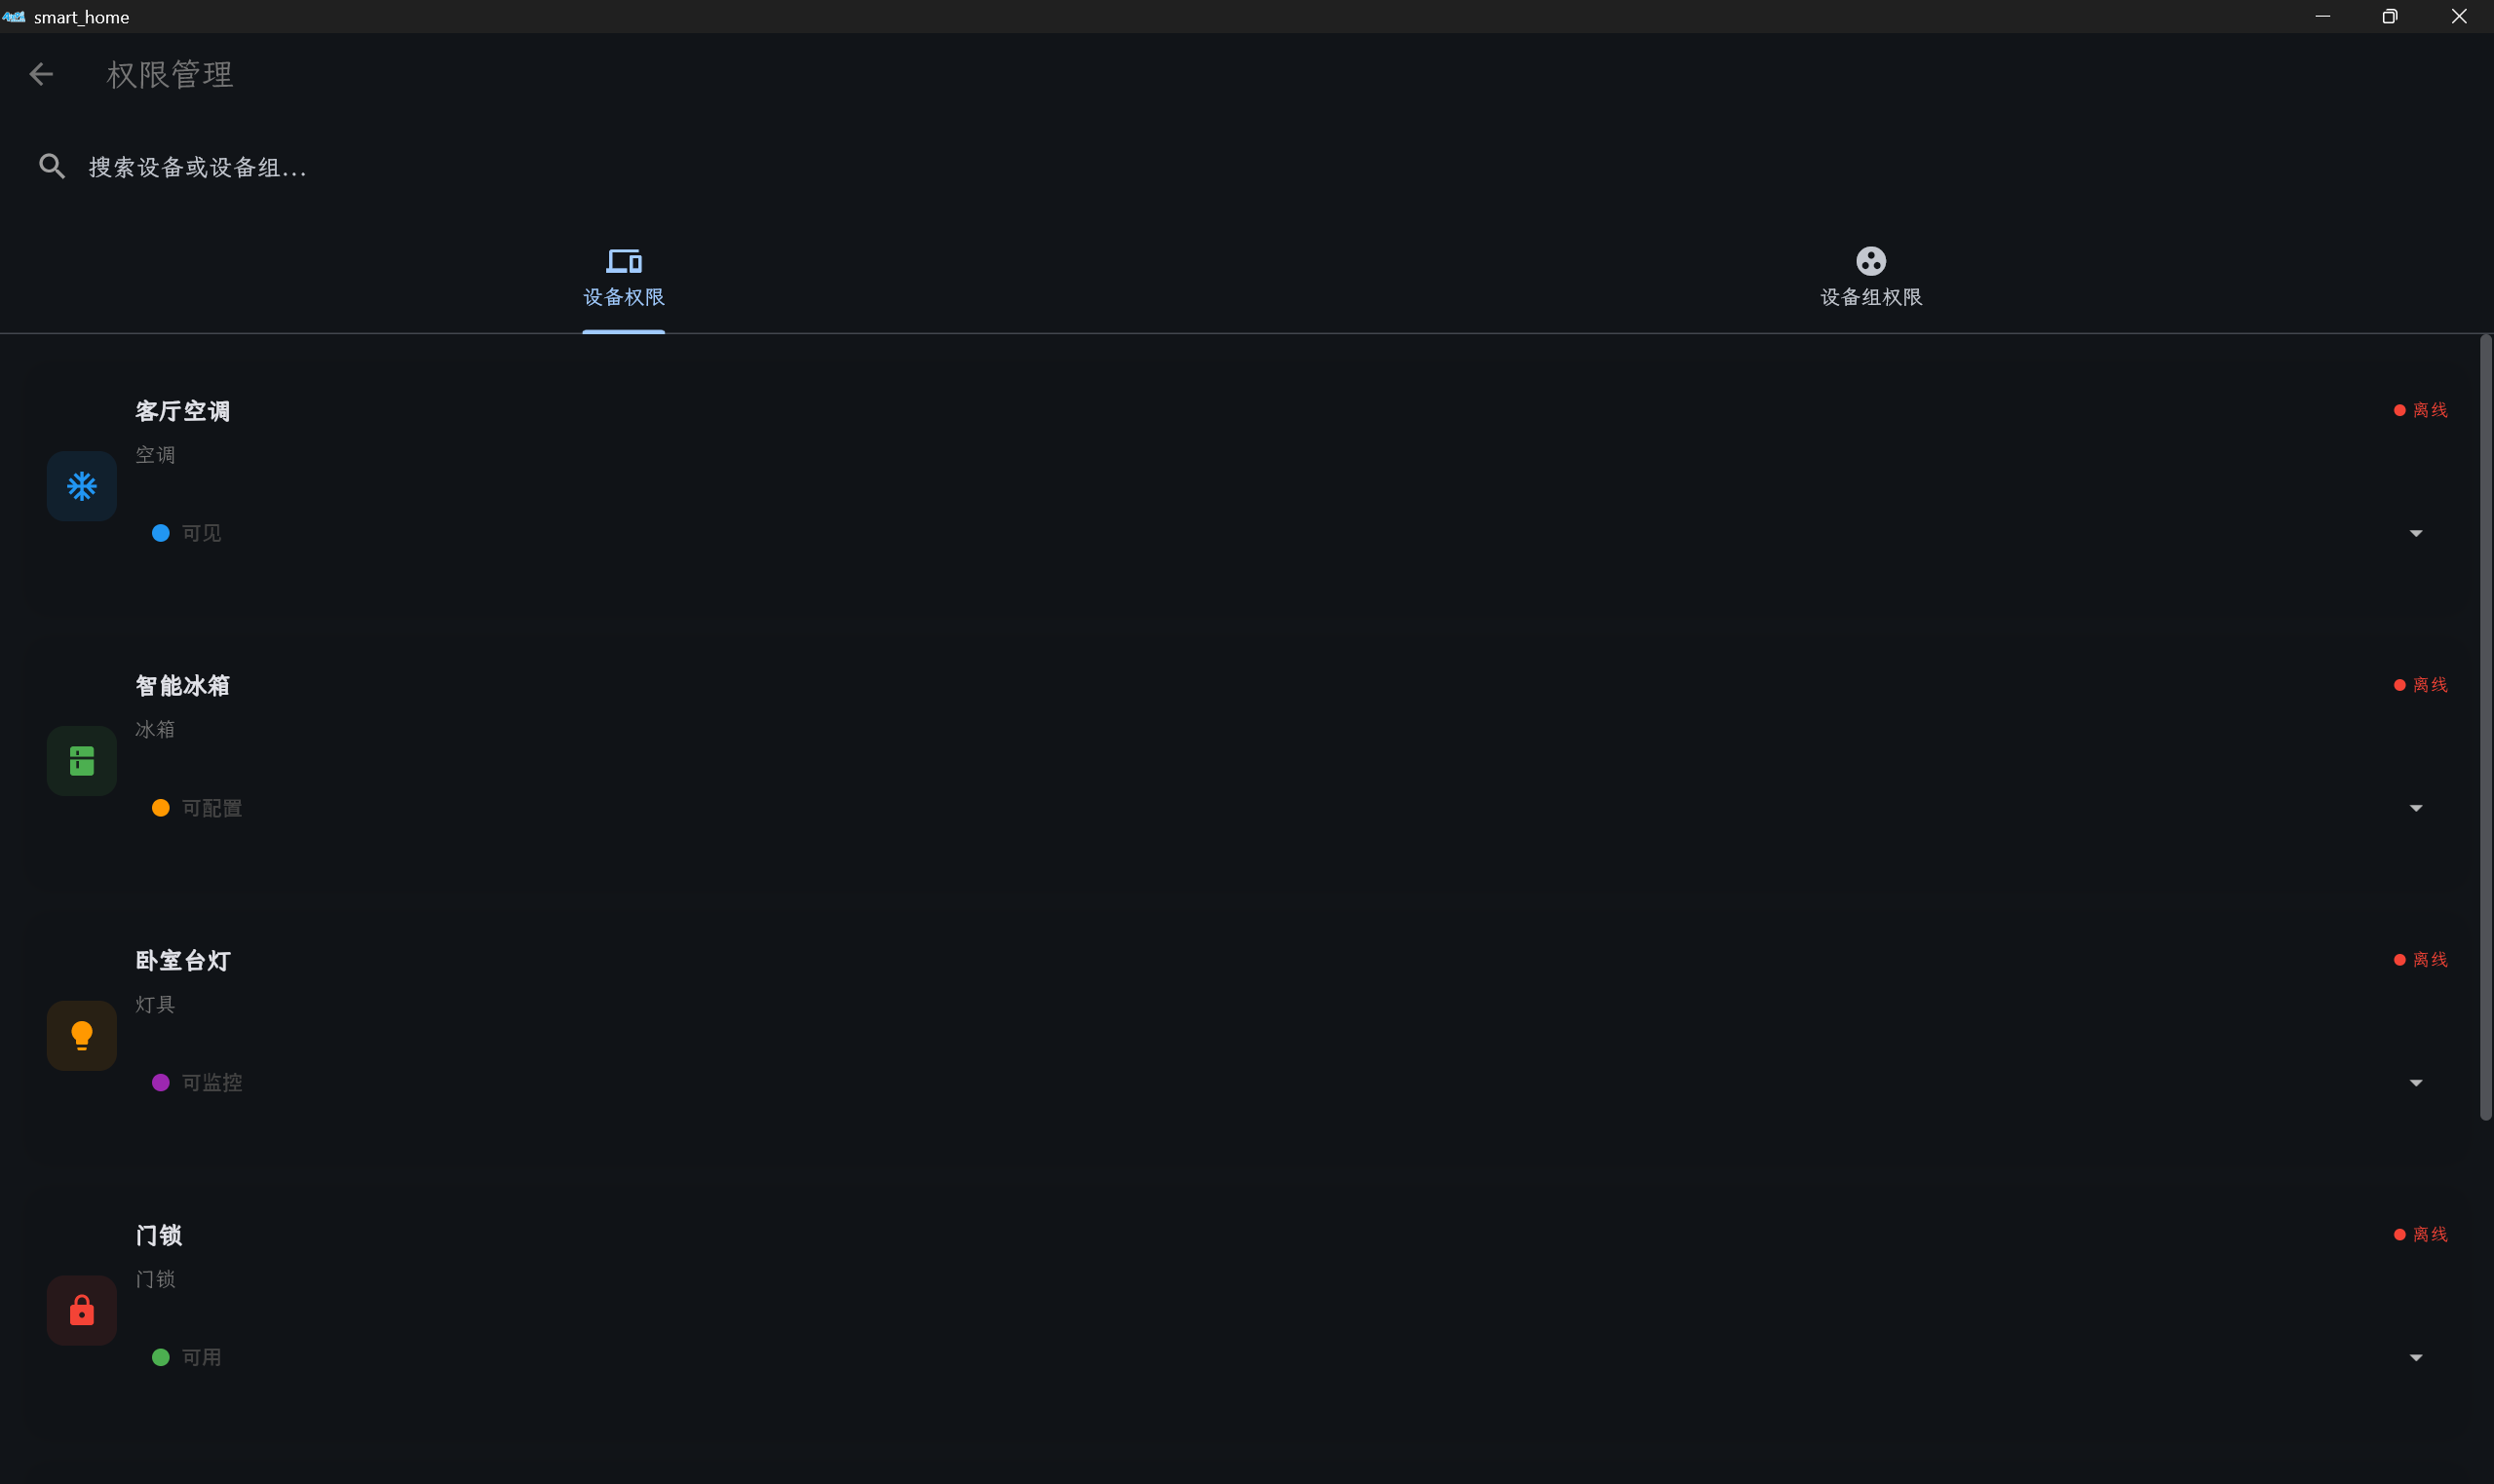 smart_home
权限管理
搜索设备或设备组...
设备权限
设备组权限
客厅空调
离线
空调
可见
智能冰箱
离线
冰箱
可配置
卧室台灯
离线
灯具
可监控
门锁
离线
门锁
可用